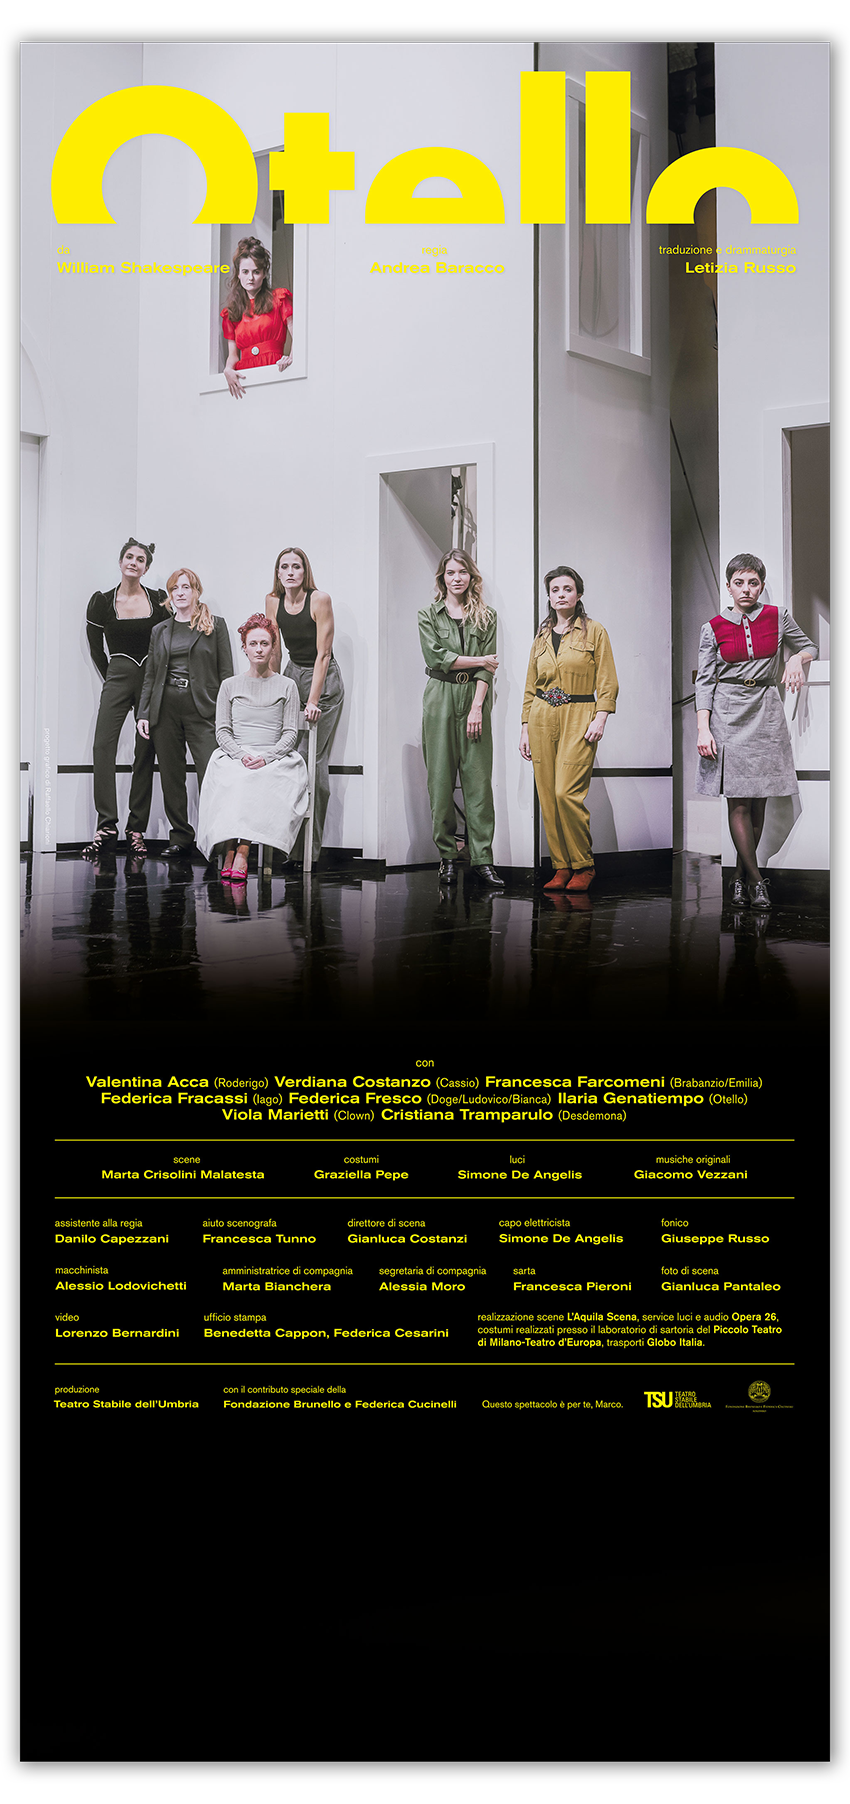 Otello
da
William Shakespeare
regia
Andrea Baracco
traduzione e drammaturgia
Letizia Russo
progetto grafico di Raffaella
con
Valentina Acca (Roderigo) Verdiana Costanzo (Cassio) Francesca Farcomeni (Brabanzio/Emilia)
Federica Fracassi (Iago) Federica Fresco (Doge/Ludovico/Bianca) Ilaria Genatiempo (Otello)
Viola Marietti (Clown) Cristiana Tramparulo (Desdemona)
scene
Marta Crisolini Malatesta
costumi
Graziella Pepe
luci
Simone De Angelis
musiche originali
Giacomo Vezzani
assistente alla regia
Danilo Capezzani
aiuto scenografa
Francesca Tunno
direttore di scena
Gianluca Costanzi
capo elettricista
Simone De Angelis
fonico
Giuseppe Russo
macchinista
Alessio Lodovichetti
amministratrice di compagnia
Marta Bianchera
segretaria di compagnia
Alessia Moro
sarta
Francesca Pieroni
foto di scena
Gianluca Pantaleo
video
Lorenzo Bernardini
ufficio stampa
Benedetta Cappon, Federica Cesarini
realizzazione scene L'Aquila Scena, service luci e audio Opera 26,
costumi realizzati presso il laboratorio di sartoria del Piccolo Teatro
di Milano-Teatro d'Europa, trasporti Globo Italia.
produzione
Teatro Stabile dell'Umbria
con il contributo speciale della
Fondazione Brunello e Federica Cucinelli
Questo spettacolo è per te, Marco.
TSU
TEATRO
STABILE
DELL'UMBRIA
Fondazione Brunello e Federica Cucinelli